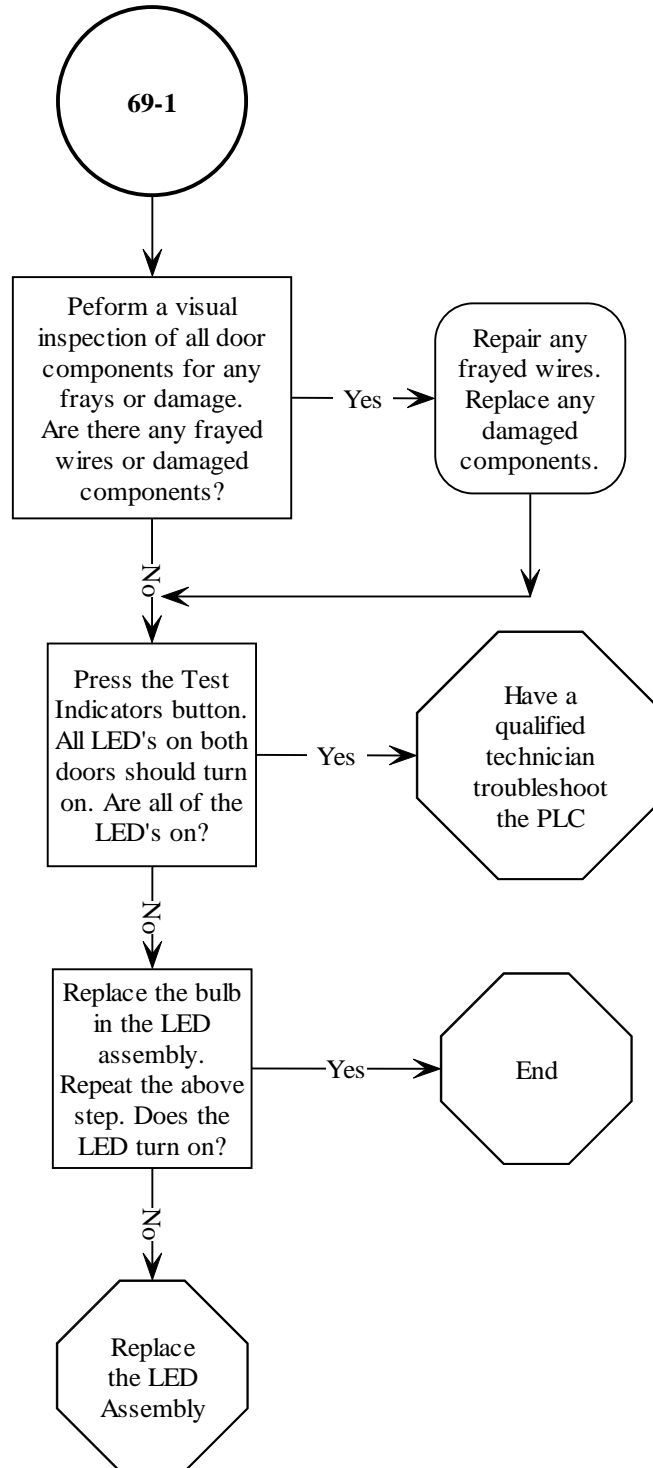 69-1
Peform a
visual
inspection of all door
components for any
frays or damage.
Are there any frayed
wires or damaged
components?
Yes
Repair any
frayed wires.
Replace any
damaged
components.
No
Press the Test
Indicators button.
All LED's on both
doors should turn
on. Are all of the
LED's on?
Yes
Have a
qualified
technician
troubleshoot
the PLC
No
Replace the bulb
in the LED
assembly.
Repeat the above
step. Does the
LED turn on?
Yes
End
No
Replace
the LED
Assembly